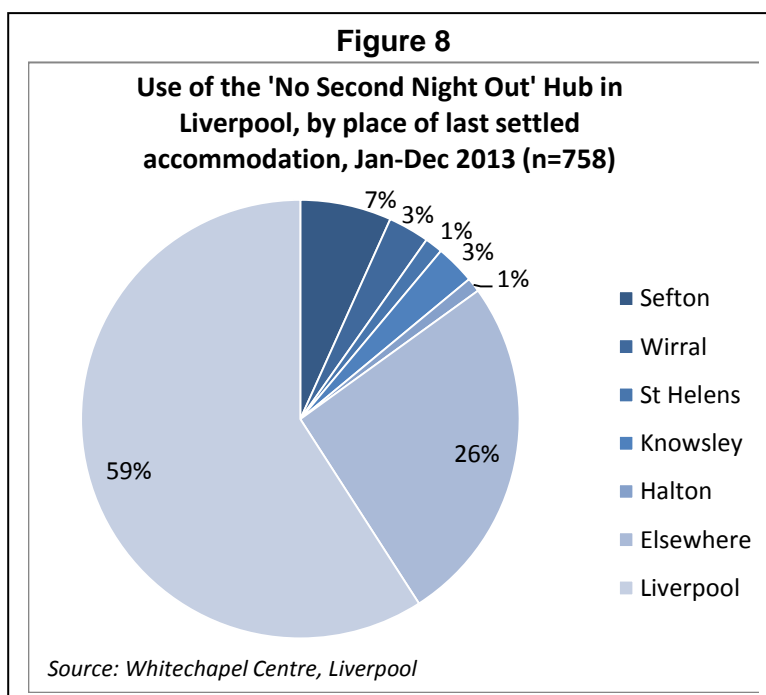 Figure 8
Use of the 'No Second Night Out' Hub in
Liverpool, by place of last settled
accommodation, Jan-Dec 2013 (n=758)
7%
3%
1%
3%
1%
26%
59%
Sefton
Wirral
St Helens
Knowsley
Halton
Elsewhere
Liverpool
Source: Whitechapel Centre, Liverpool